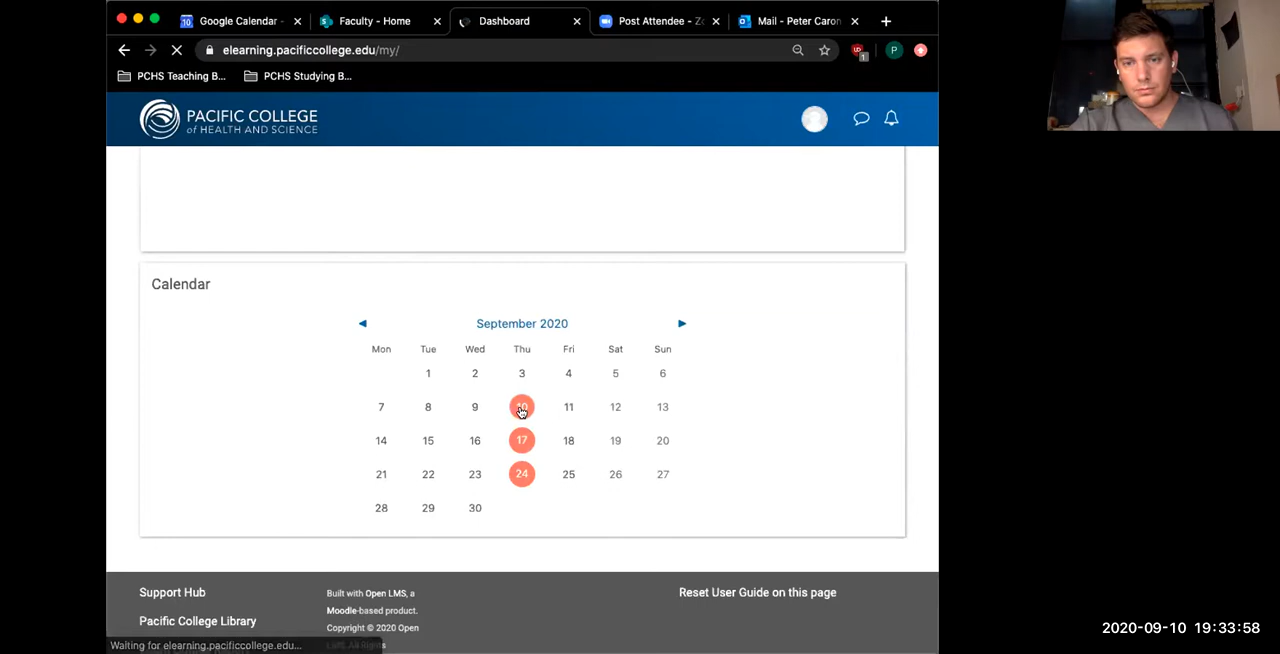 Google Calendar -
Faculty - Home
Dashboard
Post Attendee - Zo
Mail - Peter Caron
elearning.pacificcollege.edu/my/
1
P
PCHS Teaching B...
PCHS Studying B...
PACIFIC COLLEGE
of HEALTH AND SCIENCE
Calendar
September 2020
Mon Tue Wed Thu Fri Sat Sun
1 2 3 4 5 6
7 8 9 10 11 12 13
14 15 16 17 18 19 20
21 22 23 24 25 26 27
28 29 30
Support Hub
Pacific College Library
Built with Open LMS, a
Moodle-based product.
Copyright © 2020 Open
Reset User Guide on this page
Waiting for elearning.pacificcollege.edu...
2020-09-10 19:33:58